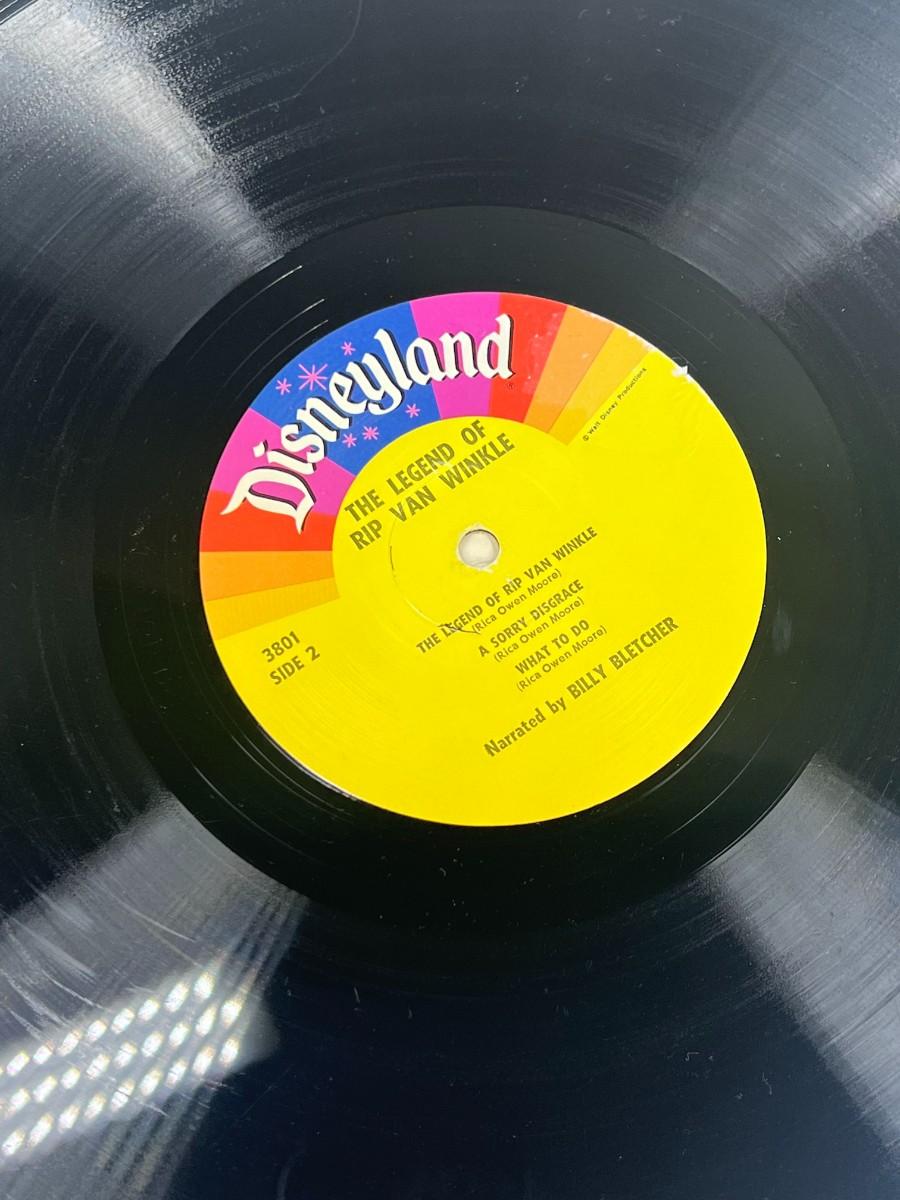 Disneyland®
© Walt Disney Productions
THE LEGEND OF
RIP VAN WINKLE
3801
SIDE 2
THE LEGEND OF RIP VAN WINKLE
(Rica Owen Moore)
A SORRY DISGRACE
(Rica Owen Moore)
WHAT TO DO
(Rica Owen Moore)
Narrated by BILLY BLETCHER